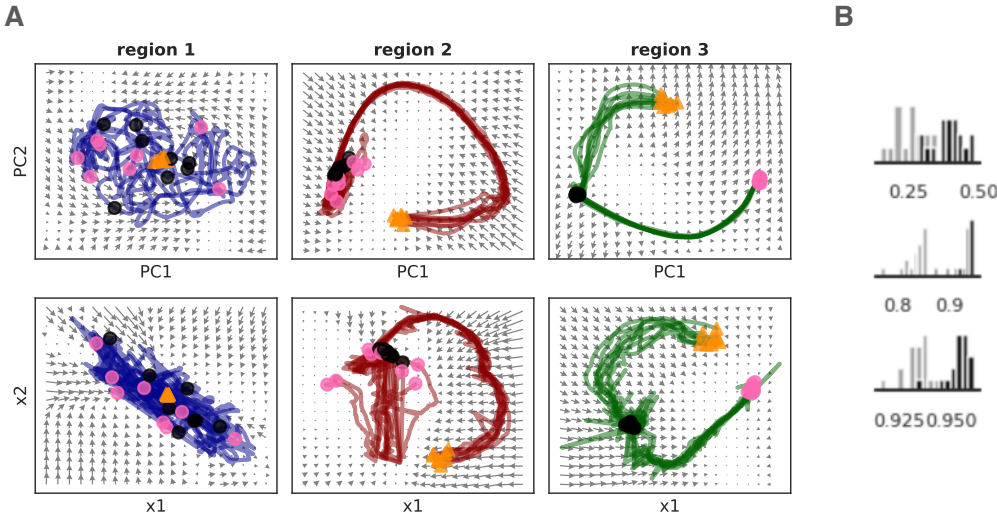 A
B
region 1
region 2
region 3
PC2
PC1
PC1
PC1
x2
x1
x1
x1
0.25 0.50
0.8 0.9
0.925 0.950